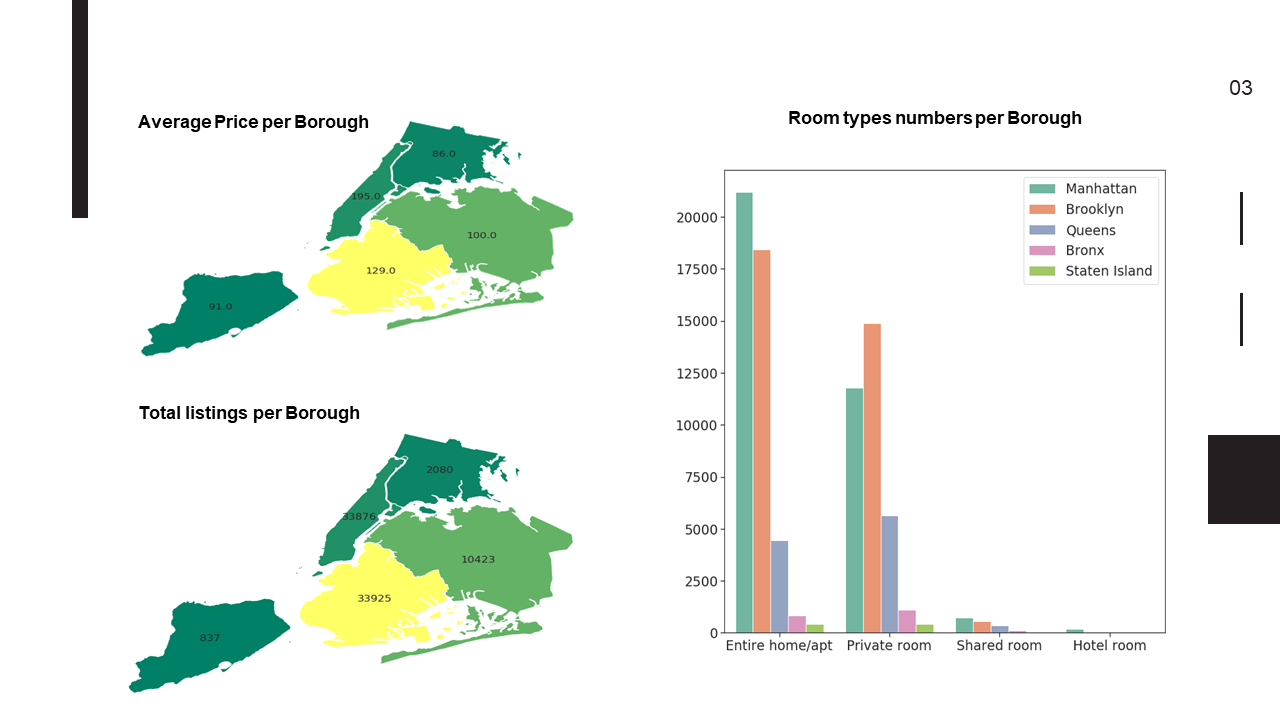 03
Average Price per Borough
86.0
195.0
100.0
129.0
91.0
Total listings per Borough
2080
33876
10423
33925
837
Room types numbers per Borough
Manhattan
Brooklyn
Queens
Bronx
Staten Island
20000
17500
15000
12500
10000
7500
5000
2500
0
Entire home/apt Private room Shared room Hotel room